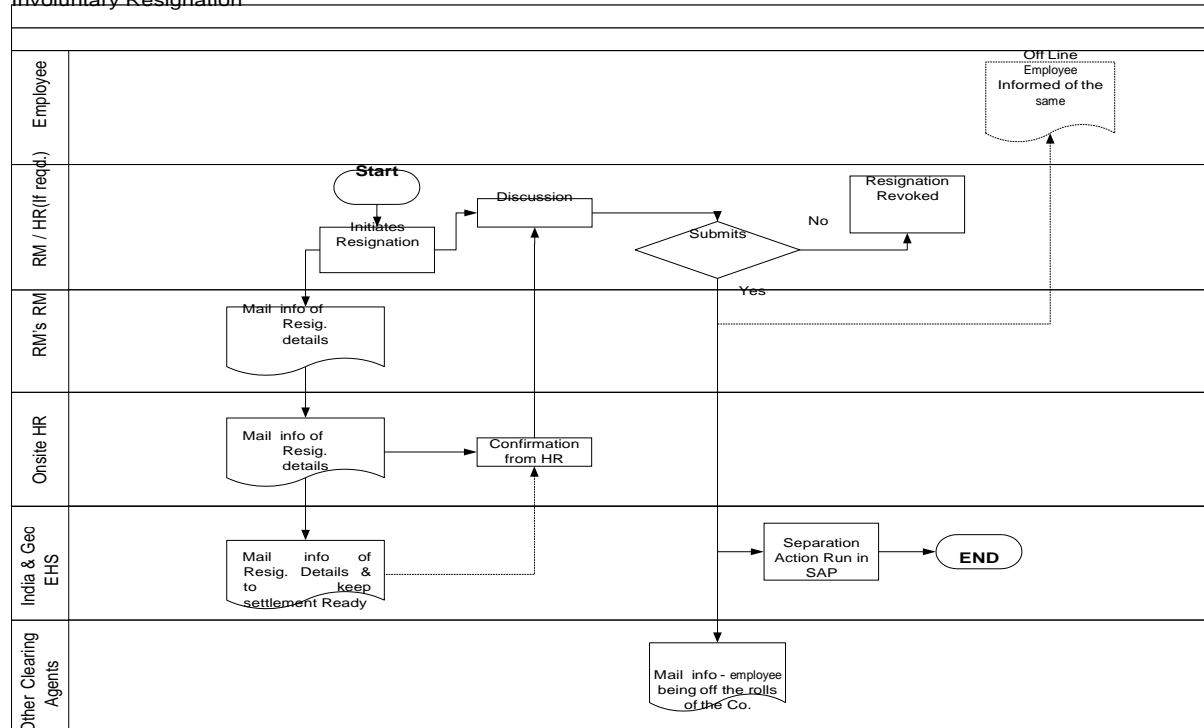 Involuntary Resignation
Employee
Off Line
Employee
Informed of the
same
RM / HR(If reqd.)
Start
Initiates
Resignation
Discussion
Submits
No
Yes
Resignation
Revoked
RM's RM
Mail info of
Resig.
details
Onsite HR
Mail info of
Resig.
details
Confirmation
from HR
India & Geo
EHS
Mail info of
Resig. Details &
to keep
settlement Ready
Separation
Action Run in
SAP
END
Other Clearing
Agents
Mail info - employee
being off the rolls
of the Co.